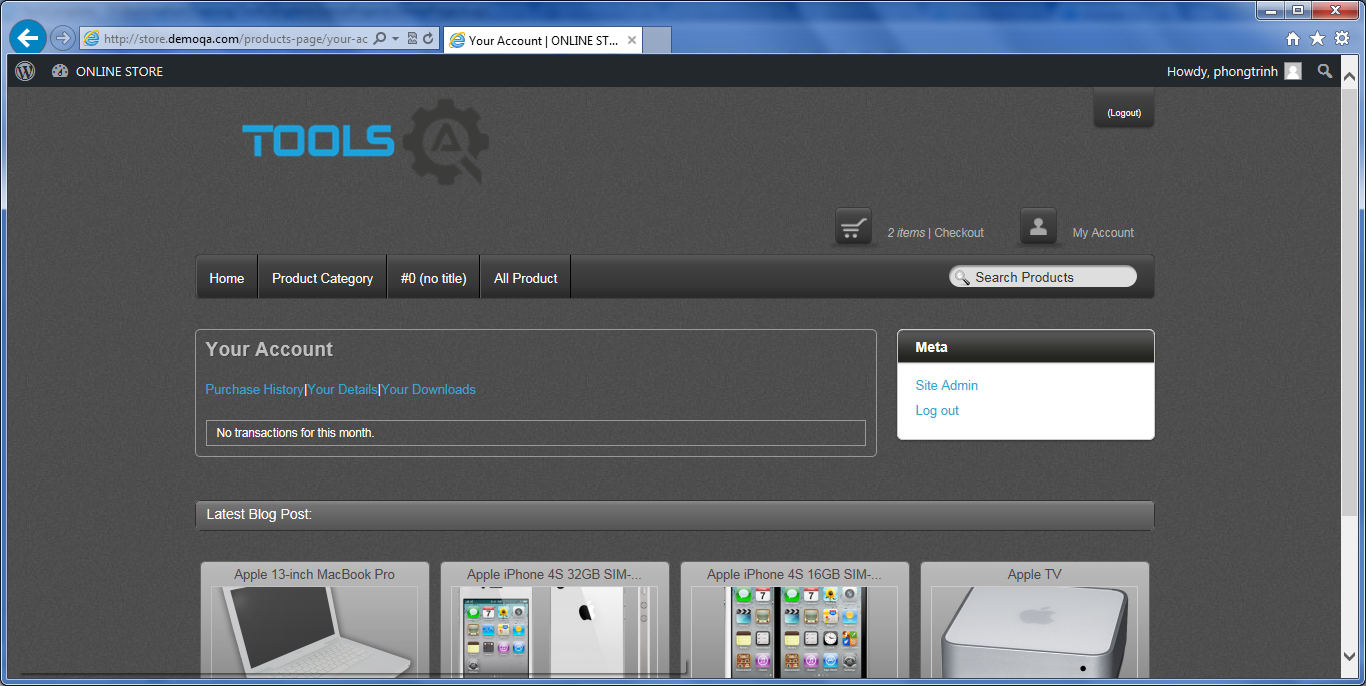 http://store.demoqa.com/products-page/your-ac
Your Account | ONLINE ST...
ONLINE STORE
Howdy, phongtrinh
(Logout)
TOOLS
2 items | Checkout
My Account
Home
Product Category
#0 (no title)
All Product
Search Products
Your Account
Purchase History|Your Details|Your Downloads
No transactions for this month.
Meta
Site Admin
Log out
Latest Blog Post:
Apple 13-inch MacBook Pro
Apple iPhone 4S 32GB SIM-...
Apple iPhone 4S 16GB SIM-...
Apple TV